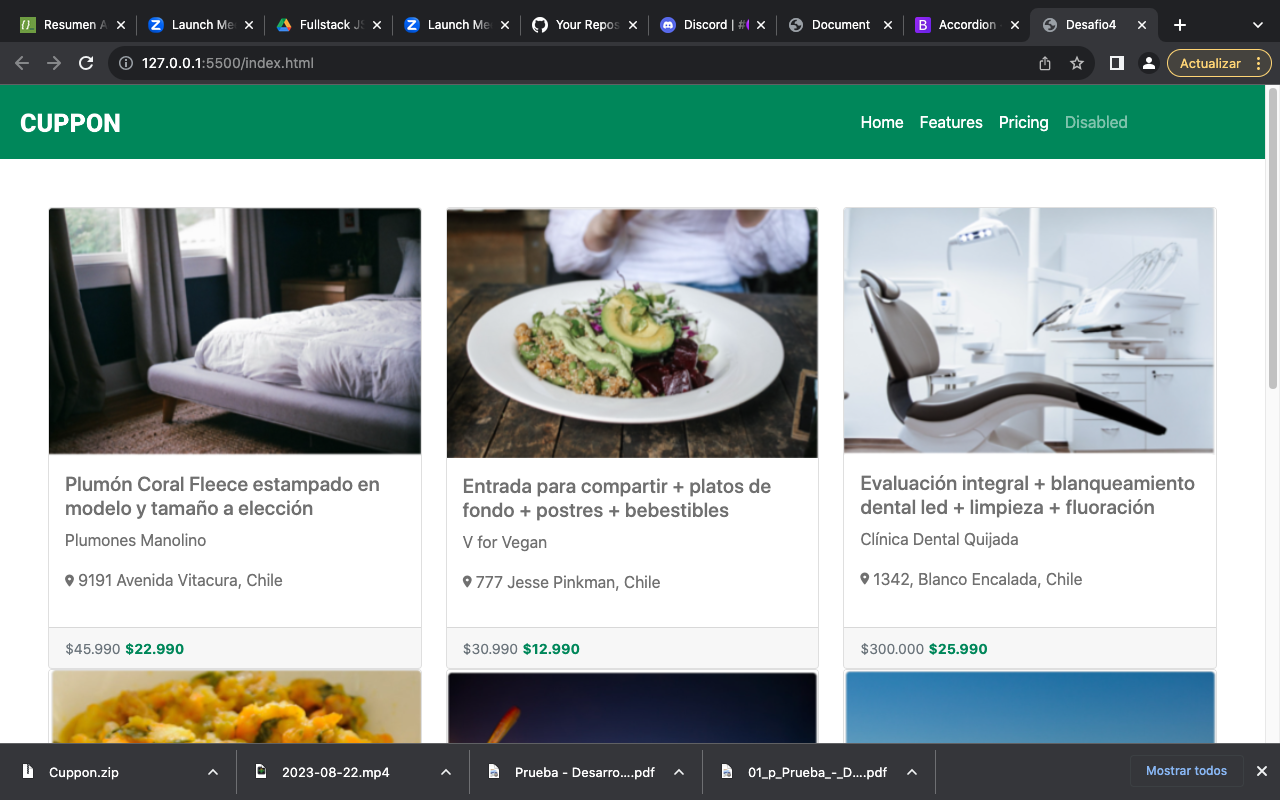 Resumen A
Launch Me
Fullstack JS
Launch Me
Your Repos
Discord | #
Document
Accordion
Desafio4
127.0.0.1:5500/index.html
Actualizar
CUPPON
Home
Features
Pricing
Disabled
Plumón Coral Fleece estampado en
modelo y tamaño a elección
Plumones Manolino
9191 Avenida Vitacura, Chile
$45.990 $22.990
Entrada para compartir + platos de
fondo + postres + bebestibles
V for Vegan
777 Jesse Pinkman, Chile
$30.990 $12.990
Evaluación integral + blanqueamiento
dental led + limpieza + fluoración
Clínica Dental Quijada
1342, Blanco Encalada, Chile
$300.000 $25.990
Cuppon.zip
2023-08-22.mp4
Prueba - Desarro....pdf
01_p_Prueba_-_D....pdf
Mostrar todos